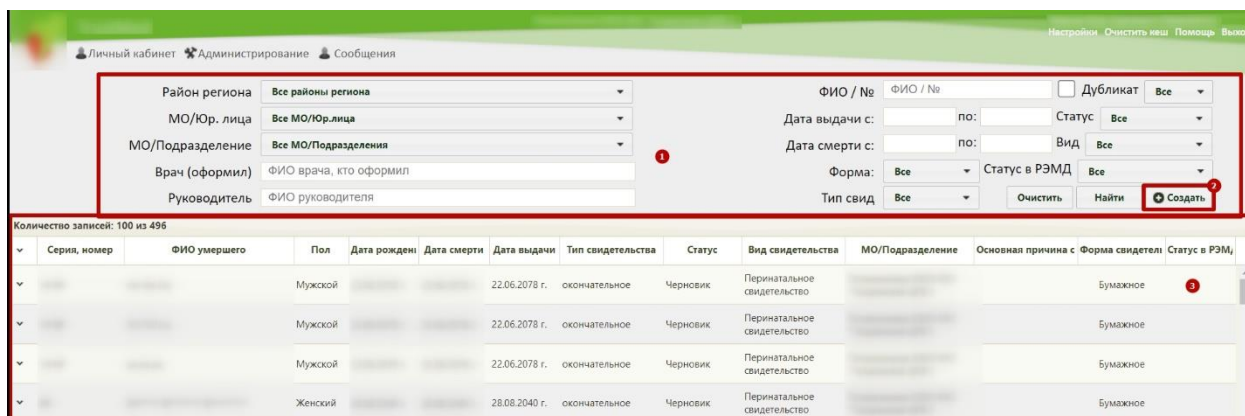 Настройки Очистить кеш Помощь Выхо
Личный кабинет Администрирование Сообщения
Район региона Все районы региона ФИО / № ФИО / № Дубликат Все
МО/Юр. лица Все МО/Юр.лица Дата выдачи с: по: Статус Все
МО/Подразделение Все МО/Подразделения Дата смерти с: по: Вид Все
1
Врач (оформил) ФИО врача, кто оформил Форма: Все Статус в РЭМД Все
2
Руководитель ФИО руководителя Тип свид Все Очистить Найти Создать
Количество записей: 100 из 496
Серия, номер ФИО умершего Пол Дата рождени Дата смерти Дата выдачи Тип свидетельства Статус Вид свидетельства МО/Подразделение Основная причина с Форма свидетел Статус в РЭМ
Мужской 22.06.2078 г. окончательное Черновик Перинатальное свидетельство Бумажное 3
Мужской 22.06.2078 г. окончательное Черновик Перинатальное свидетельство Бумажное
Мужской 22.06.2078 г. окончательное Черновик Перинатальное свидетельство Бумажное
Женский 28.08.2040 г. окончательное Черновик Перинатальное свидетельство Бумажное